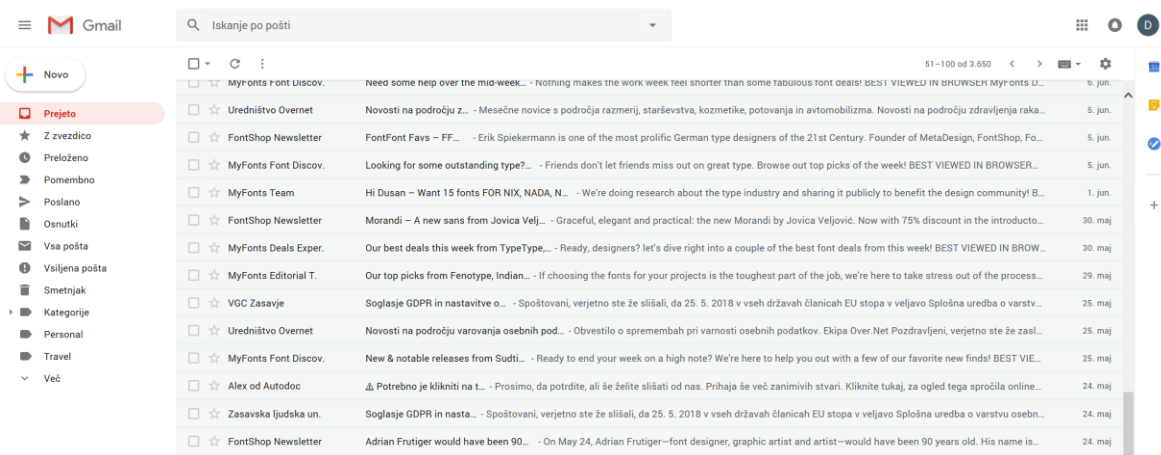 Gmail
Iskanje po pošti
Novo
51–100 od 3.650
Prejeto
Z zvezdico
Preloženo
Pomembno
Poslano
Osnutki
Vsa pošta
Vsiljena pošta
Smetnjak
Kategorije
Personal
Travel
Več
MyFonts Font Discov. Need some help over the mid-week... - Nothing makes the work week feel shorter than some fabulous font deals! BEST VIEWED IN BROWSER MyFonts D... 6. jun.
Uredništvo Overnet Novosti na področju z... - Mesečne novice s področja razmerij, starševstva, kozmetike, potovanja in avtomobilizma. Novosti na področju zdravljenja raka... 5. jun.
FontShop Newsletter FontFont Favs – FF... - Erik Spiekermann is one of the most prolific German type designers of the 21st Century. Founder of MetaDesign, FontShop, Fo... 5. jun.
MyFonts Font Discov. Looking for some outstanding type?... - Friends don't let friends miss out on great type. Browse out top picks of the week! BEST VIEWED IN BROWSER... 5. jun.
MyFonts Team Hi Dusan – Want 15 fonts FOR NIX, NADA, N... - We're doing research about the type industry and sharing it publicly to benefit the design community! B... 1. jun.
FontShop Newsletter Morandi – A new sans from Jovica Velj... - Graceful, elegant and practical: the new Morandi by Jovica Veljović. Now with 75% discount in the introducto... 30. maj
MyFonts Deals Exper. Our best deals this week from TypeType,... - Ready, designers? let's dive right into a couple of the best font deals from this week! BEST VIEWED IN BROW... 30. maj
MyFonts Editorial T. Our top picks from Fenotype, Indian... - If choosing the fonts for your projects is the toughest part of the job, we're here to take stress out of the process... 29. maj
VGC Zasavje Soglasje GDPR in nastavitve o... - Spoštovani, verjetno ste že slišali, da 25. 5. 2018 v vseh državah članicah EU stopa v veljavo Splošna uredba o varstv... 25. maj
Uredništvo Overnet Novosti na področju varovanja osebnih pod... - Obvestilo o spremembah pri varnosti osebnih podatkov. Ekipa Over.Net Pozdravljeni, verjetno ste že zasl... 25. maj
MyFonts Font Discov. New & notable releases from Sudti... - Ready to end your week on a high note? We're here to help you out with a few of our favorite new finds! BEST VIE... 25. maj
Alex od Autodoc ⚠ Potrebno je klikniti na t... - Prosimo, da potrdite, ali še želite slišati od nas. Prihaja še več zanimivih stvari. Kliknite tukaj, za ogled tega spročila online... 24. maj
Zasavska ljudska un. Soglasje GDPR in nasta... - Spoštovani, verjetno ste že slišali, da 25. 5. 2018 v vseh državah članicah EU stopa v veljavo Splošna uredba o varstvu osebn... 24. maj
FontShop Newsletter Adrian Frutiger would have been 90... - On May 24, Adrian Frutiger—font designer, graphic artist and artist—would have been 90 years old. His name is... 24. maj
D
31